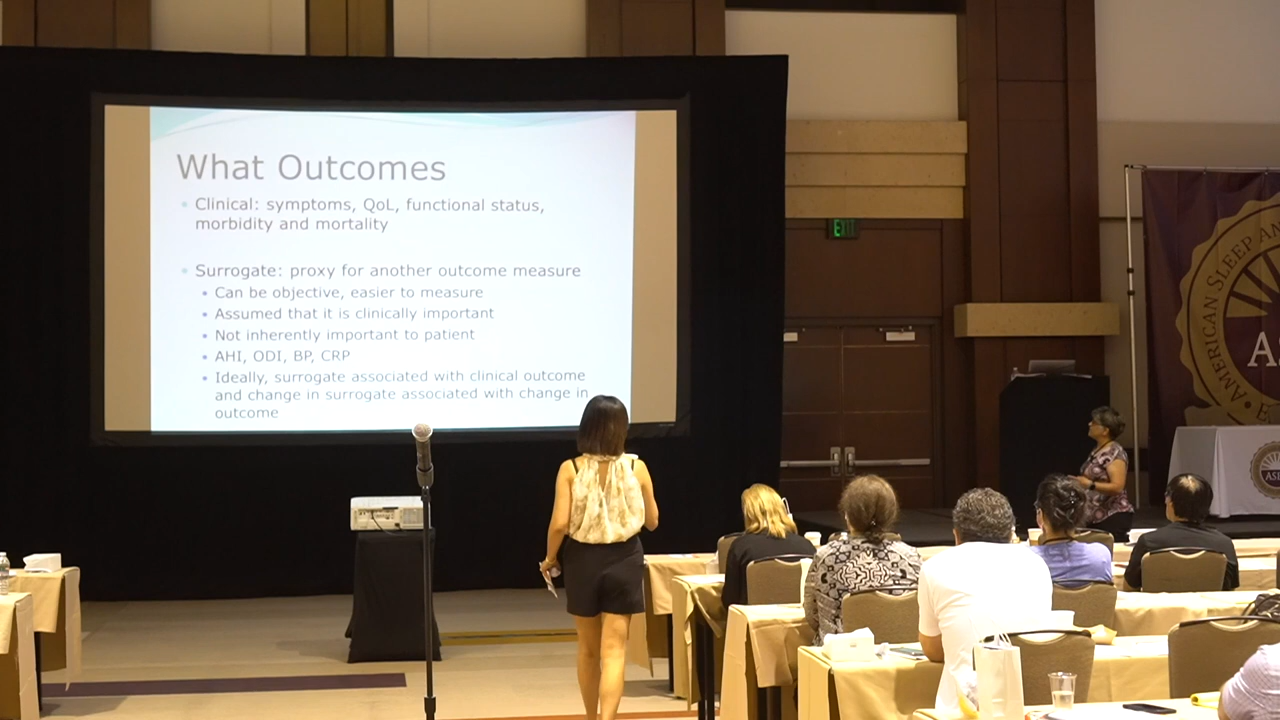 What Outcomes
• Clinical: symptoms, QoL, functional status,
morbidity and mortality
• Surrogate: proxy for another outcome measure
• Can be objective, easier to measure
• Assumed that it is clinically important
• Not inherently important to patient
• AHI, ODI, BP, CRP
• Ideally, surrogate associated with clinical outcome
and change in surrogate associated with change in
outcome
EXIT
• AMERICAN SLEEP AN